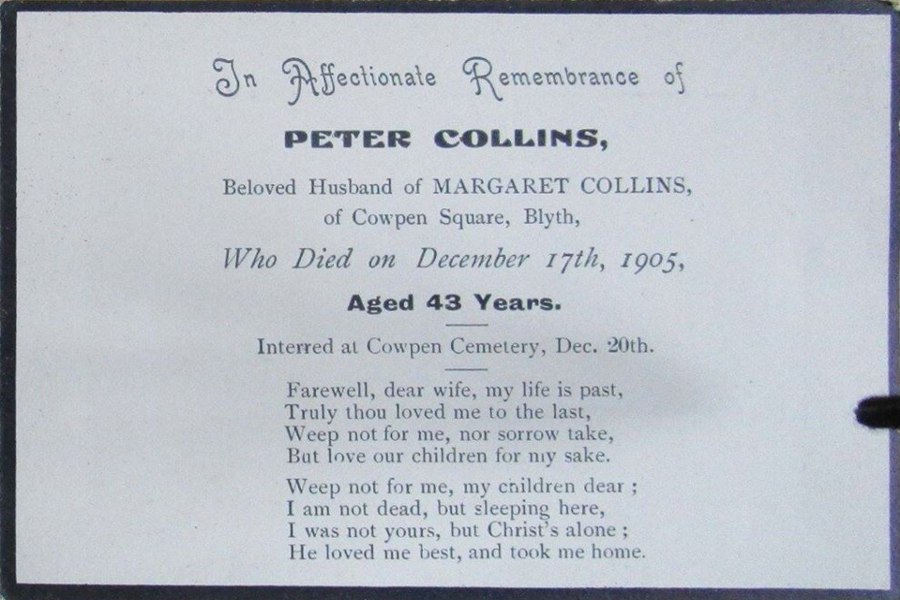 In Affectionate Remembrance of
PETER COLLINS,
Beloved Husband of MARGARET COLLINS,
of Cowpen Square, Blyth,
Who Died on December 17th, 1905,
Aged 43 Years.
Interred at Cowpen Cemetery, Dec. 20th.
Farewell, dear wife, my life is past,
Truly thou loved me to the last,
Weep not for me, nor sorrow take,
But love our children for my sake.
Weep not for me, my children dear ;
I am not dead, but sleeping here,
I was not yours, but Christ's alone ;
He loved me best, and took me home.